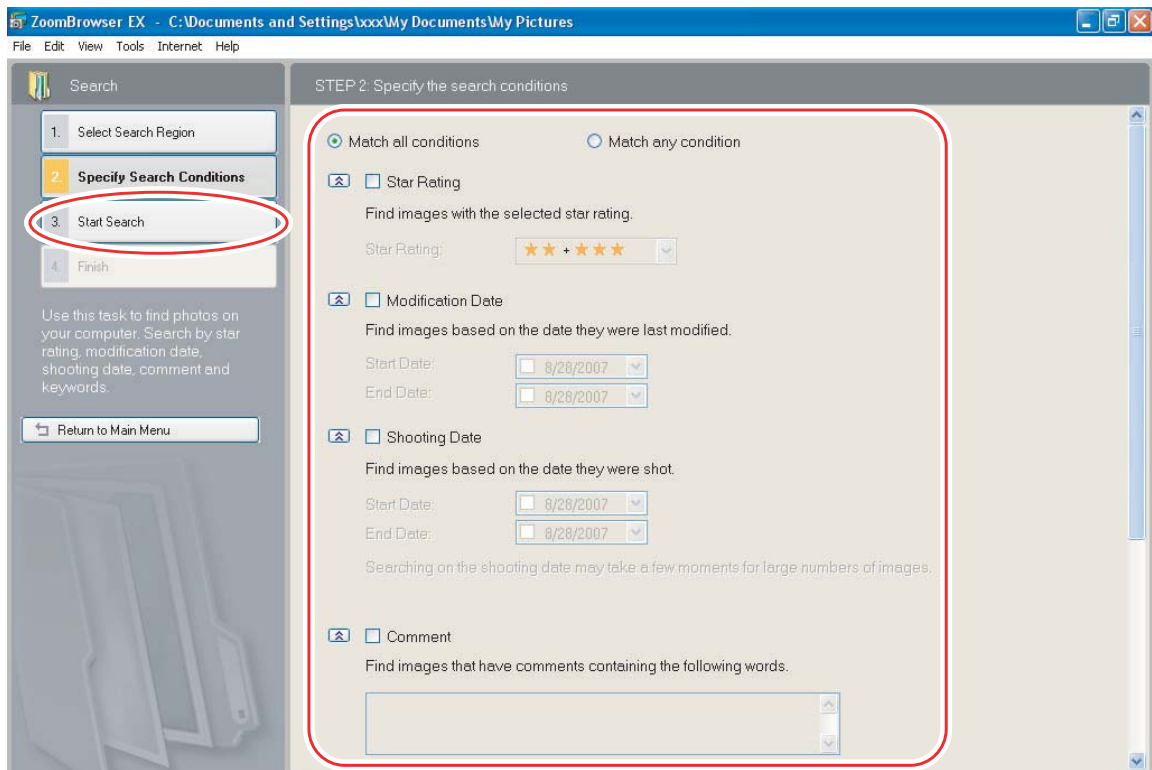 ZoomBrowser EX - C:\Documents and Settings\xxx\My Documents\My Pictures
File Edit View Tools Internet Help
Search
1. Select Search Region
2. Specify Search Conditions
3. Start Search
4. Finish
Use this task to find photos on
your computer. Search by star
rating, modification date,
shooting date, comment and
keywords.
Return to Main Menu
STEP 2: Specify the search conditions
Match all conditions Match any condition
Star Rating
Find images with the selected star rating.
Star Rating: ★★+★★★
Modification Date
Find images based on the date they were last modified.
Start Date: 8/28/2007
End Date: 8/28/2007
Shooting Date
Find images based on the date they were shot.
Start Date: 8/28/2007
End Date: 8/28/2007
Searching on the shooting date may take a few moments for large numbers of images.
Comment
Find images that have comments containing the following words.